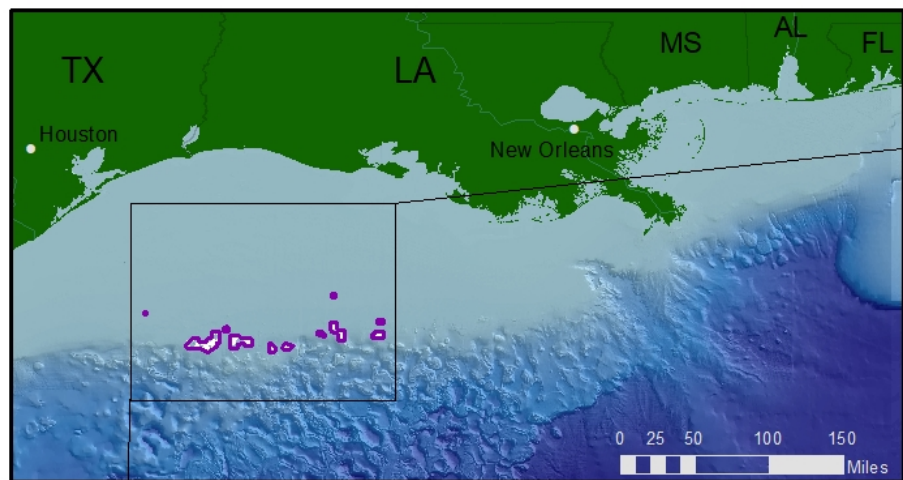 AL
MS
FL
TX
LA
Houston
New Orleans
0 25 50 100 150
Miles